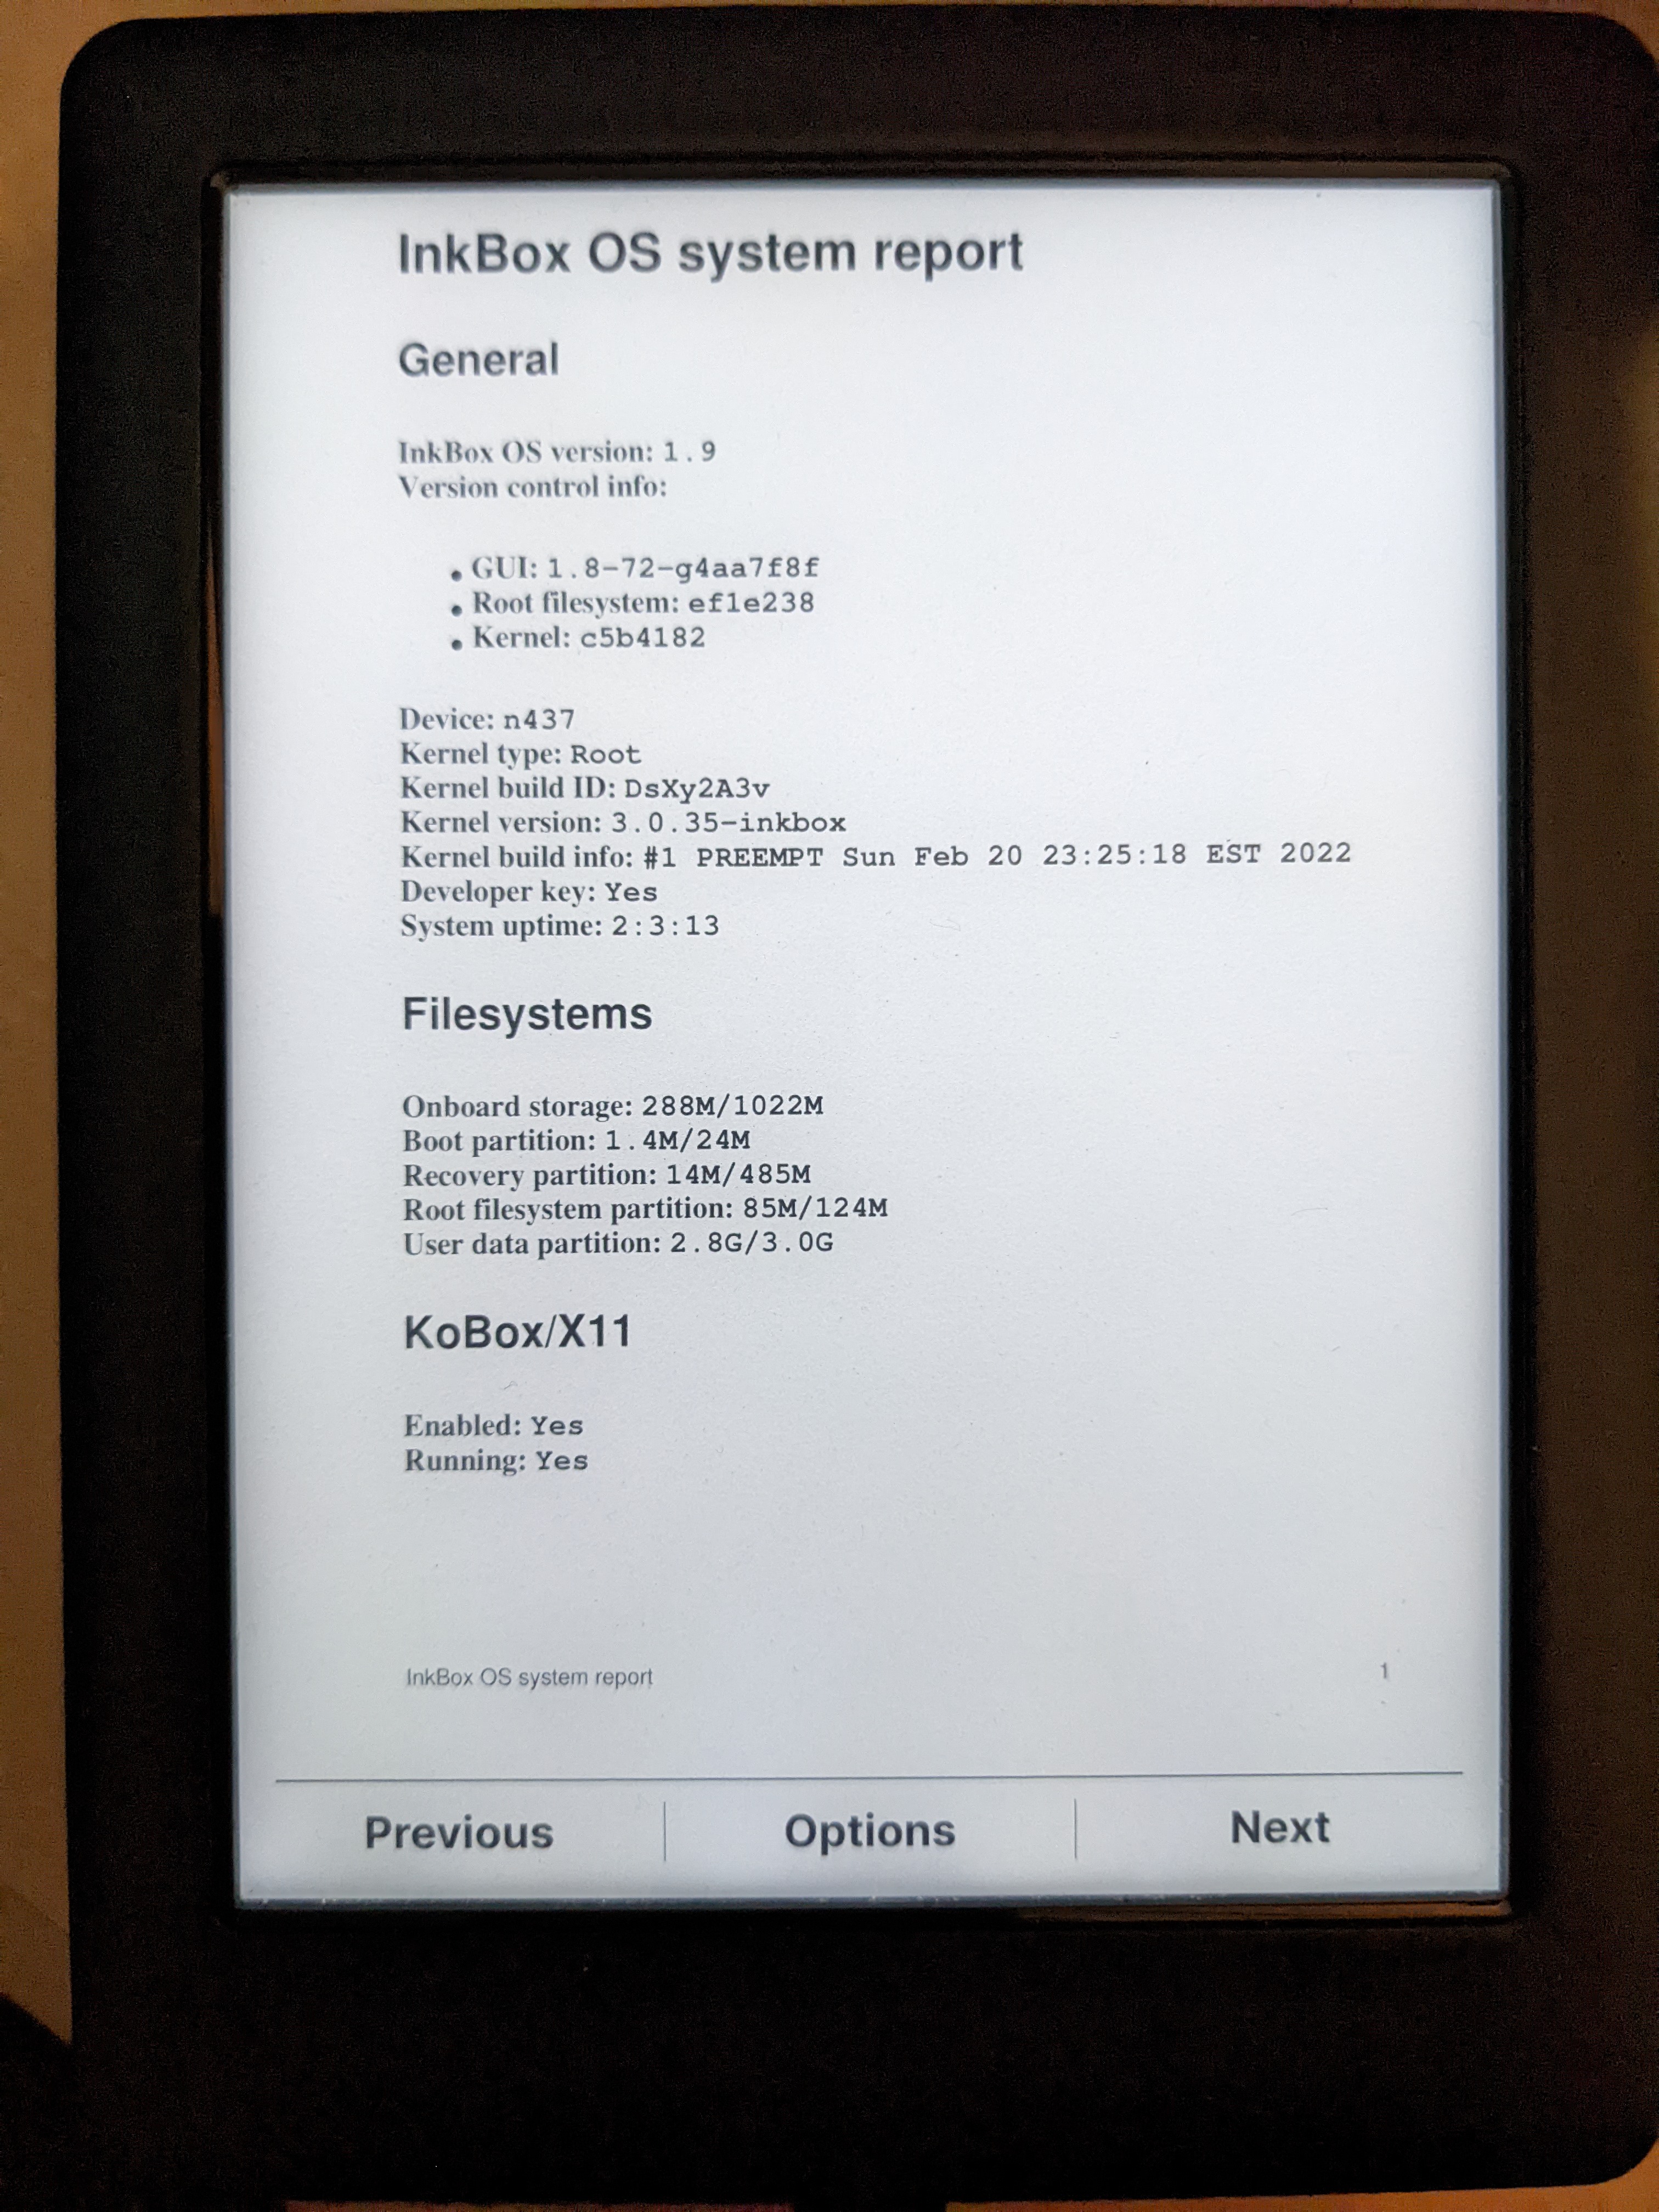 InkBox OS system report
General
InkBox OS version: 1.9
Version control info:
• GUI: 1.8-72-g4aa7f8f
• Root filesystem: ef1e238
• Kernel: c5b4182
Device: n437
Kernel type: Root
Kernel build ID: DsXy2A3v
Kernel version: 3.0.35-inkbox
Kernel build info: #1 PREEMPT Sun Feb 20 23:25:18 EST 2022
Developer key: Yes
System uptime: 2:3:13
Filesystems
Onboard storage: 288M/1022M
Boot partition: 1.4M/24M
Recovery partition: 14M/485M
Root filesystem partition: 85M/124M
User data partition: 2.8G/3.0G
KoBox/X11
Enabled: Yes
Running: Yes
InkBox OS system report 1
Previous Options Next